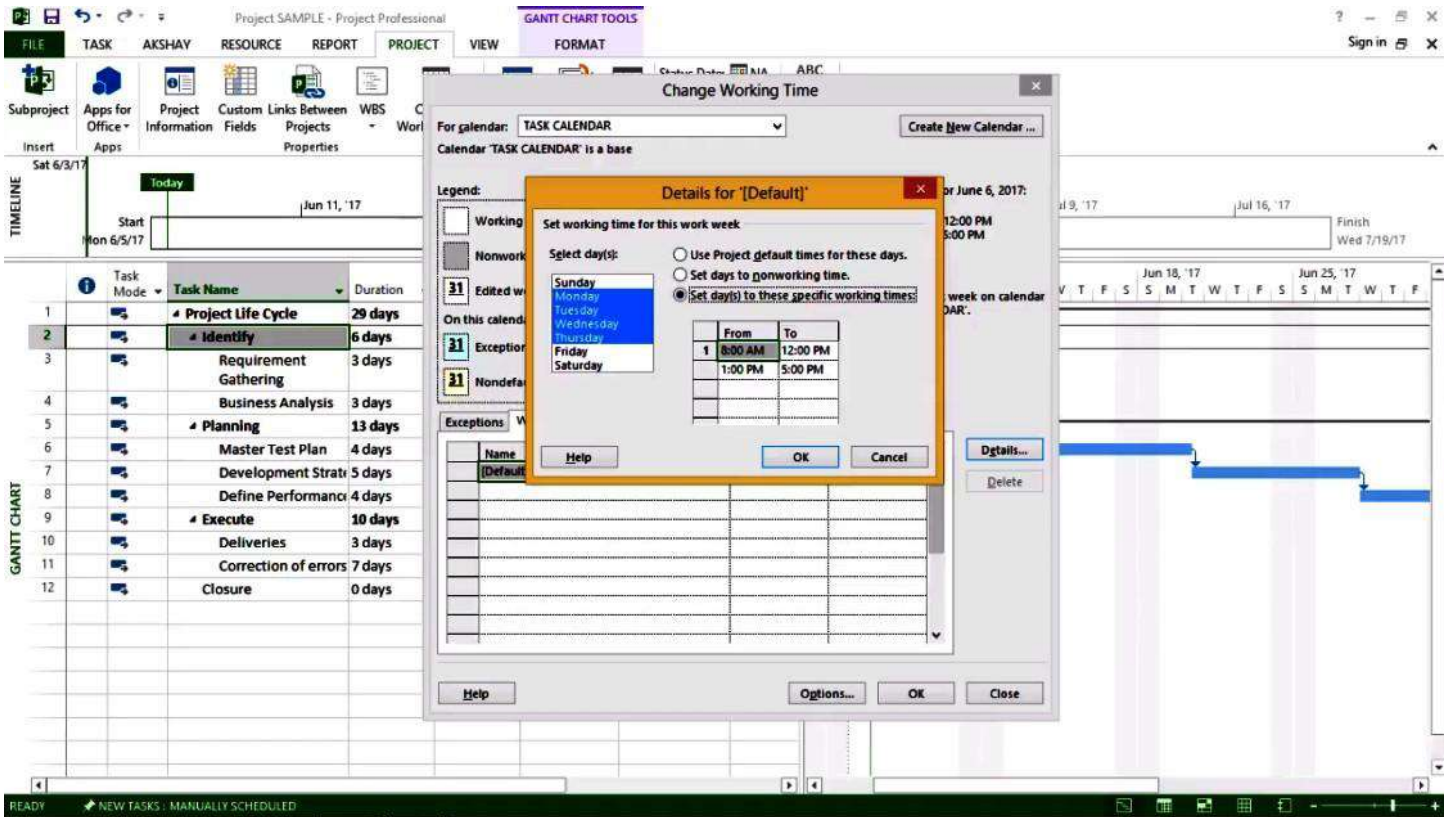 Project SAMPLE - Project Professional
GANTT CHART TOOLS
FILE TASK AKSHAY RESOURCE REPORT PROJECT VIEW FORMAT Sign in
Subproject
Apps for Office
Project Information
Custom Fields
Links Between Projects
WBS
Status Date: NA
ABC
Insert Apps Properties
TIMELINE
Sat 6/3/17
Today
Jun 11, '17
Jul 16, '17
Start
Mon 6/5/17
Finish
Wed 7/19/17
GANTT CHART
Task Mode Task Name Duration
1 Project Life Cycle 29 days
2 Identify 6 days
3 Requirement Gathering 3 days
4 Business Analysis 3 days
5 Planning 13 days
6 Master Test Plan 4 days
7 Development Strate 5 days
8 Define Performance 4 days
9 Execute 10 days
10 Deliveries 3 days
11 Correction of errors 7 days
12 Closure 0 days
Jun 18, '17 Jun 25, '17
T F S S M T W T F S S M T W T F
Change Working Time
For calendar: TASK CALENDAR
Create New Calendar ...
Calendar 'TASK CALENDAR' is a base
Legend:
Working
Nonwork
31 Edited w
On this calend
31 Exception
31 Nondefa
or June 6, 2017:
12:00 PM
5:00 PM
week on calendar
Exceptions W
Name
[Default
Details...
Delete
Help Options... OK Close
Details for '[Default]'
Set working time for this work week
Select day(s):
Sunday
Monday
Tuesday
Wednesday
Thursday
Friday
Saturday
Use Project default times for these days.
Set days to nonworking time.
Set day(s) to these specific working times:
From To
1 8:00 AM 12:00 PM
1:00 PM 5:00 PM
Help OK Cancel
READY NEW TASKS : MANUALLY SCHEDULED